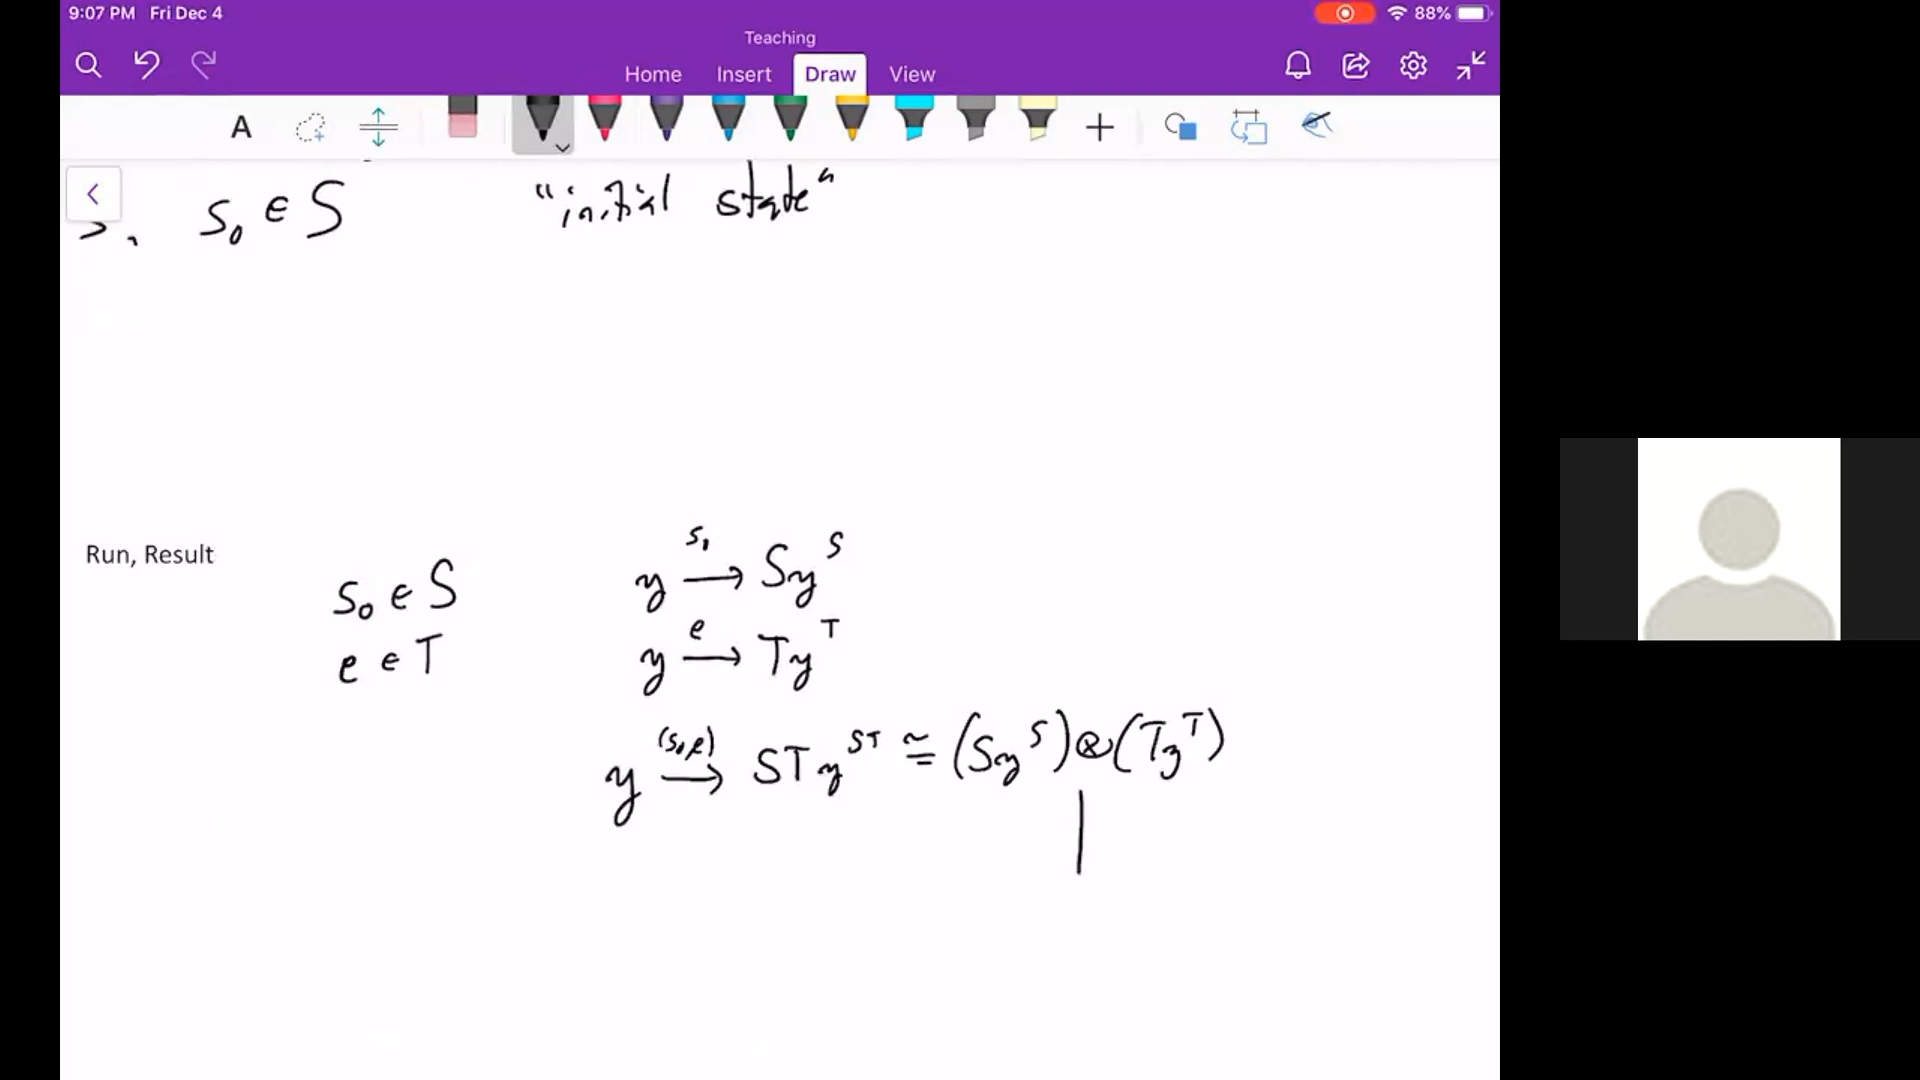 9:07 PM Fri Dec 4 88%
Teaching
Home Insert Draw View
A
3. s₀ ∈ S "initial state"
Run, Result
s₀ ∈ S
e ∈ T
y →^{s₀} Sy^S
y →^{e} Ty^T
y →^{(s₀,e)} STy^{ST} ≅ (Sy^S)⊗(Ty^T)